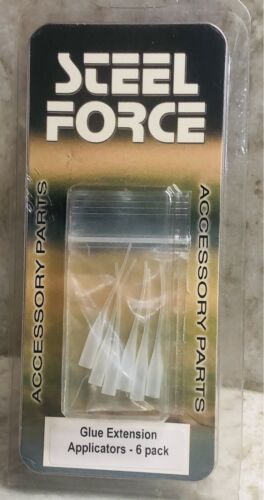 STEEL
FORCE
ACCESSORY PARTS
ACCESSORY PARTS
Glue Extension
Applicators - 6 pack